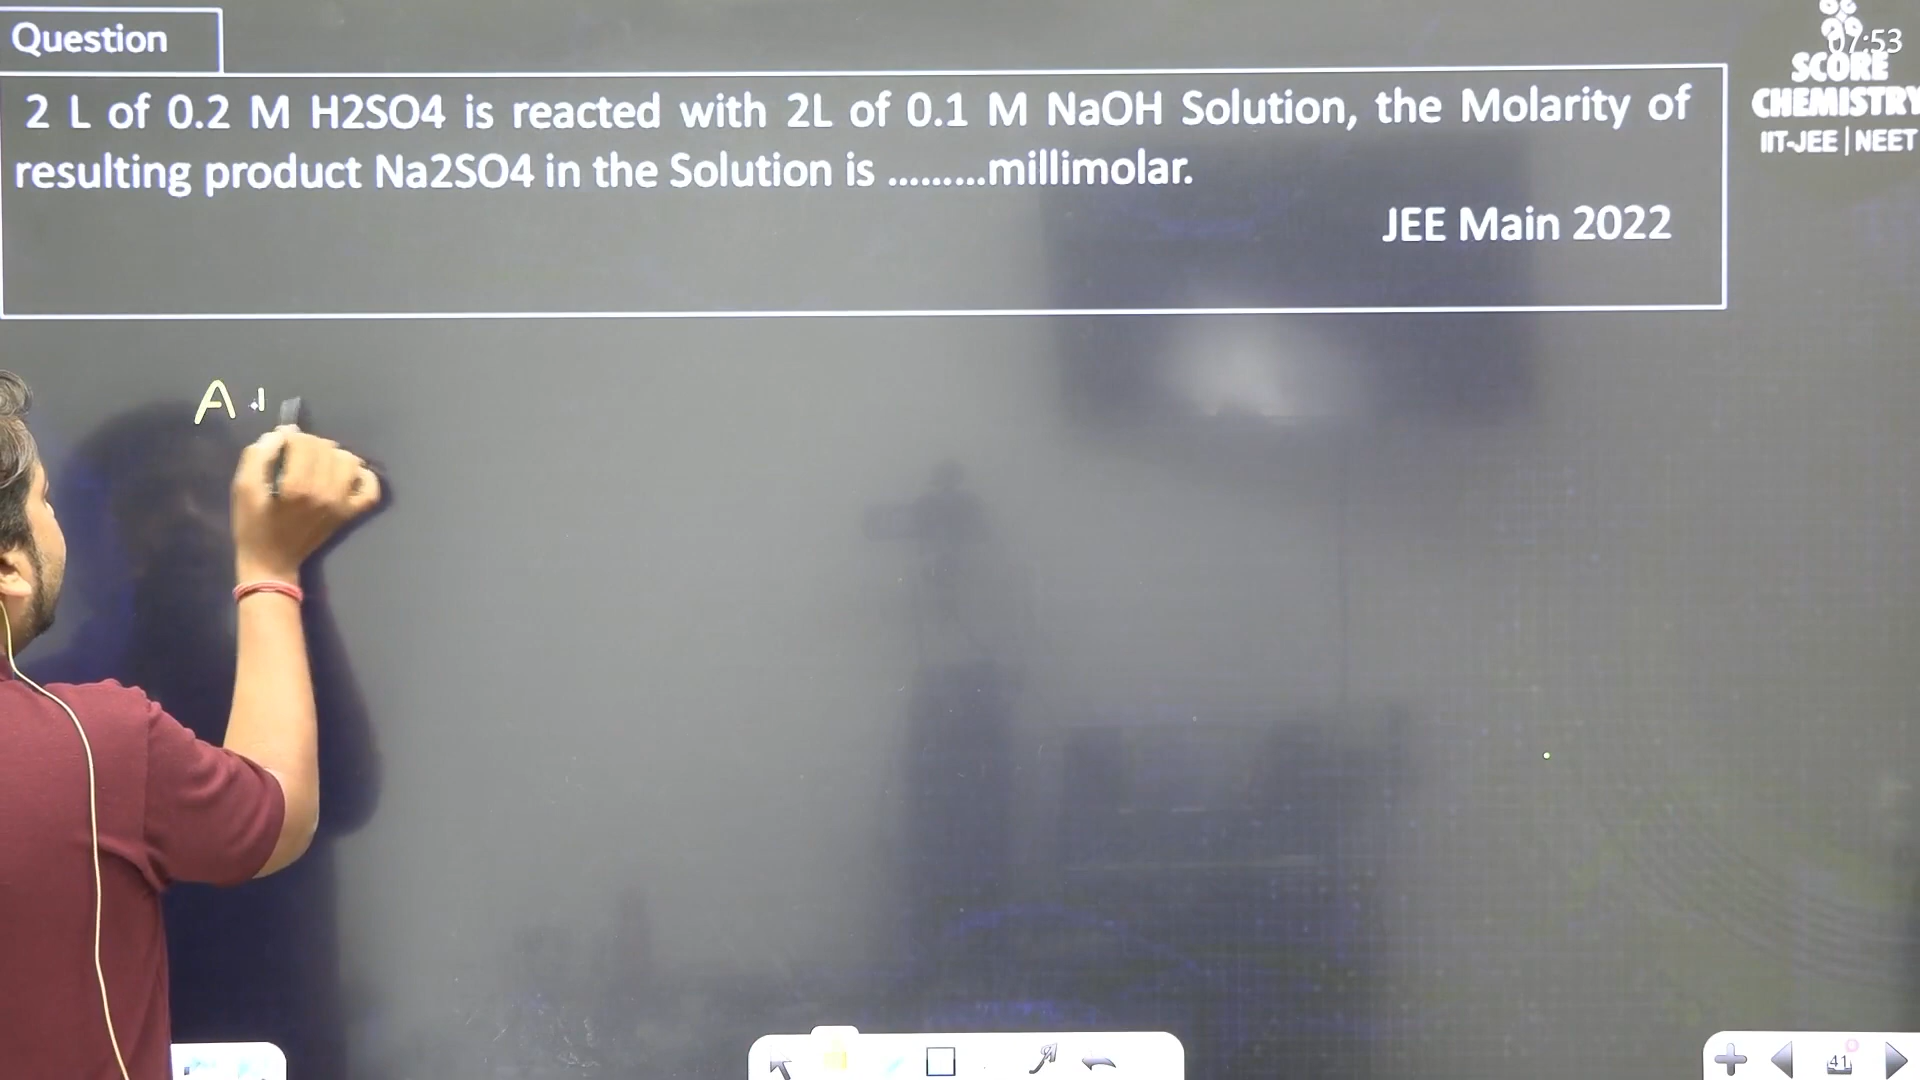 Question
07:53
SCORE
CHEMISTRY
IIT-JEE | NEET
2 L of 0.2 M H2SO4 is reacted with 2L of 0.1 M NaOH Solution, the Molarity of
resulting product Na2SO4 in the Solution is .........millimolar.
JEE Main 2022
A +
41